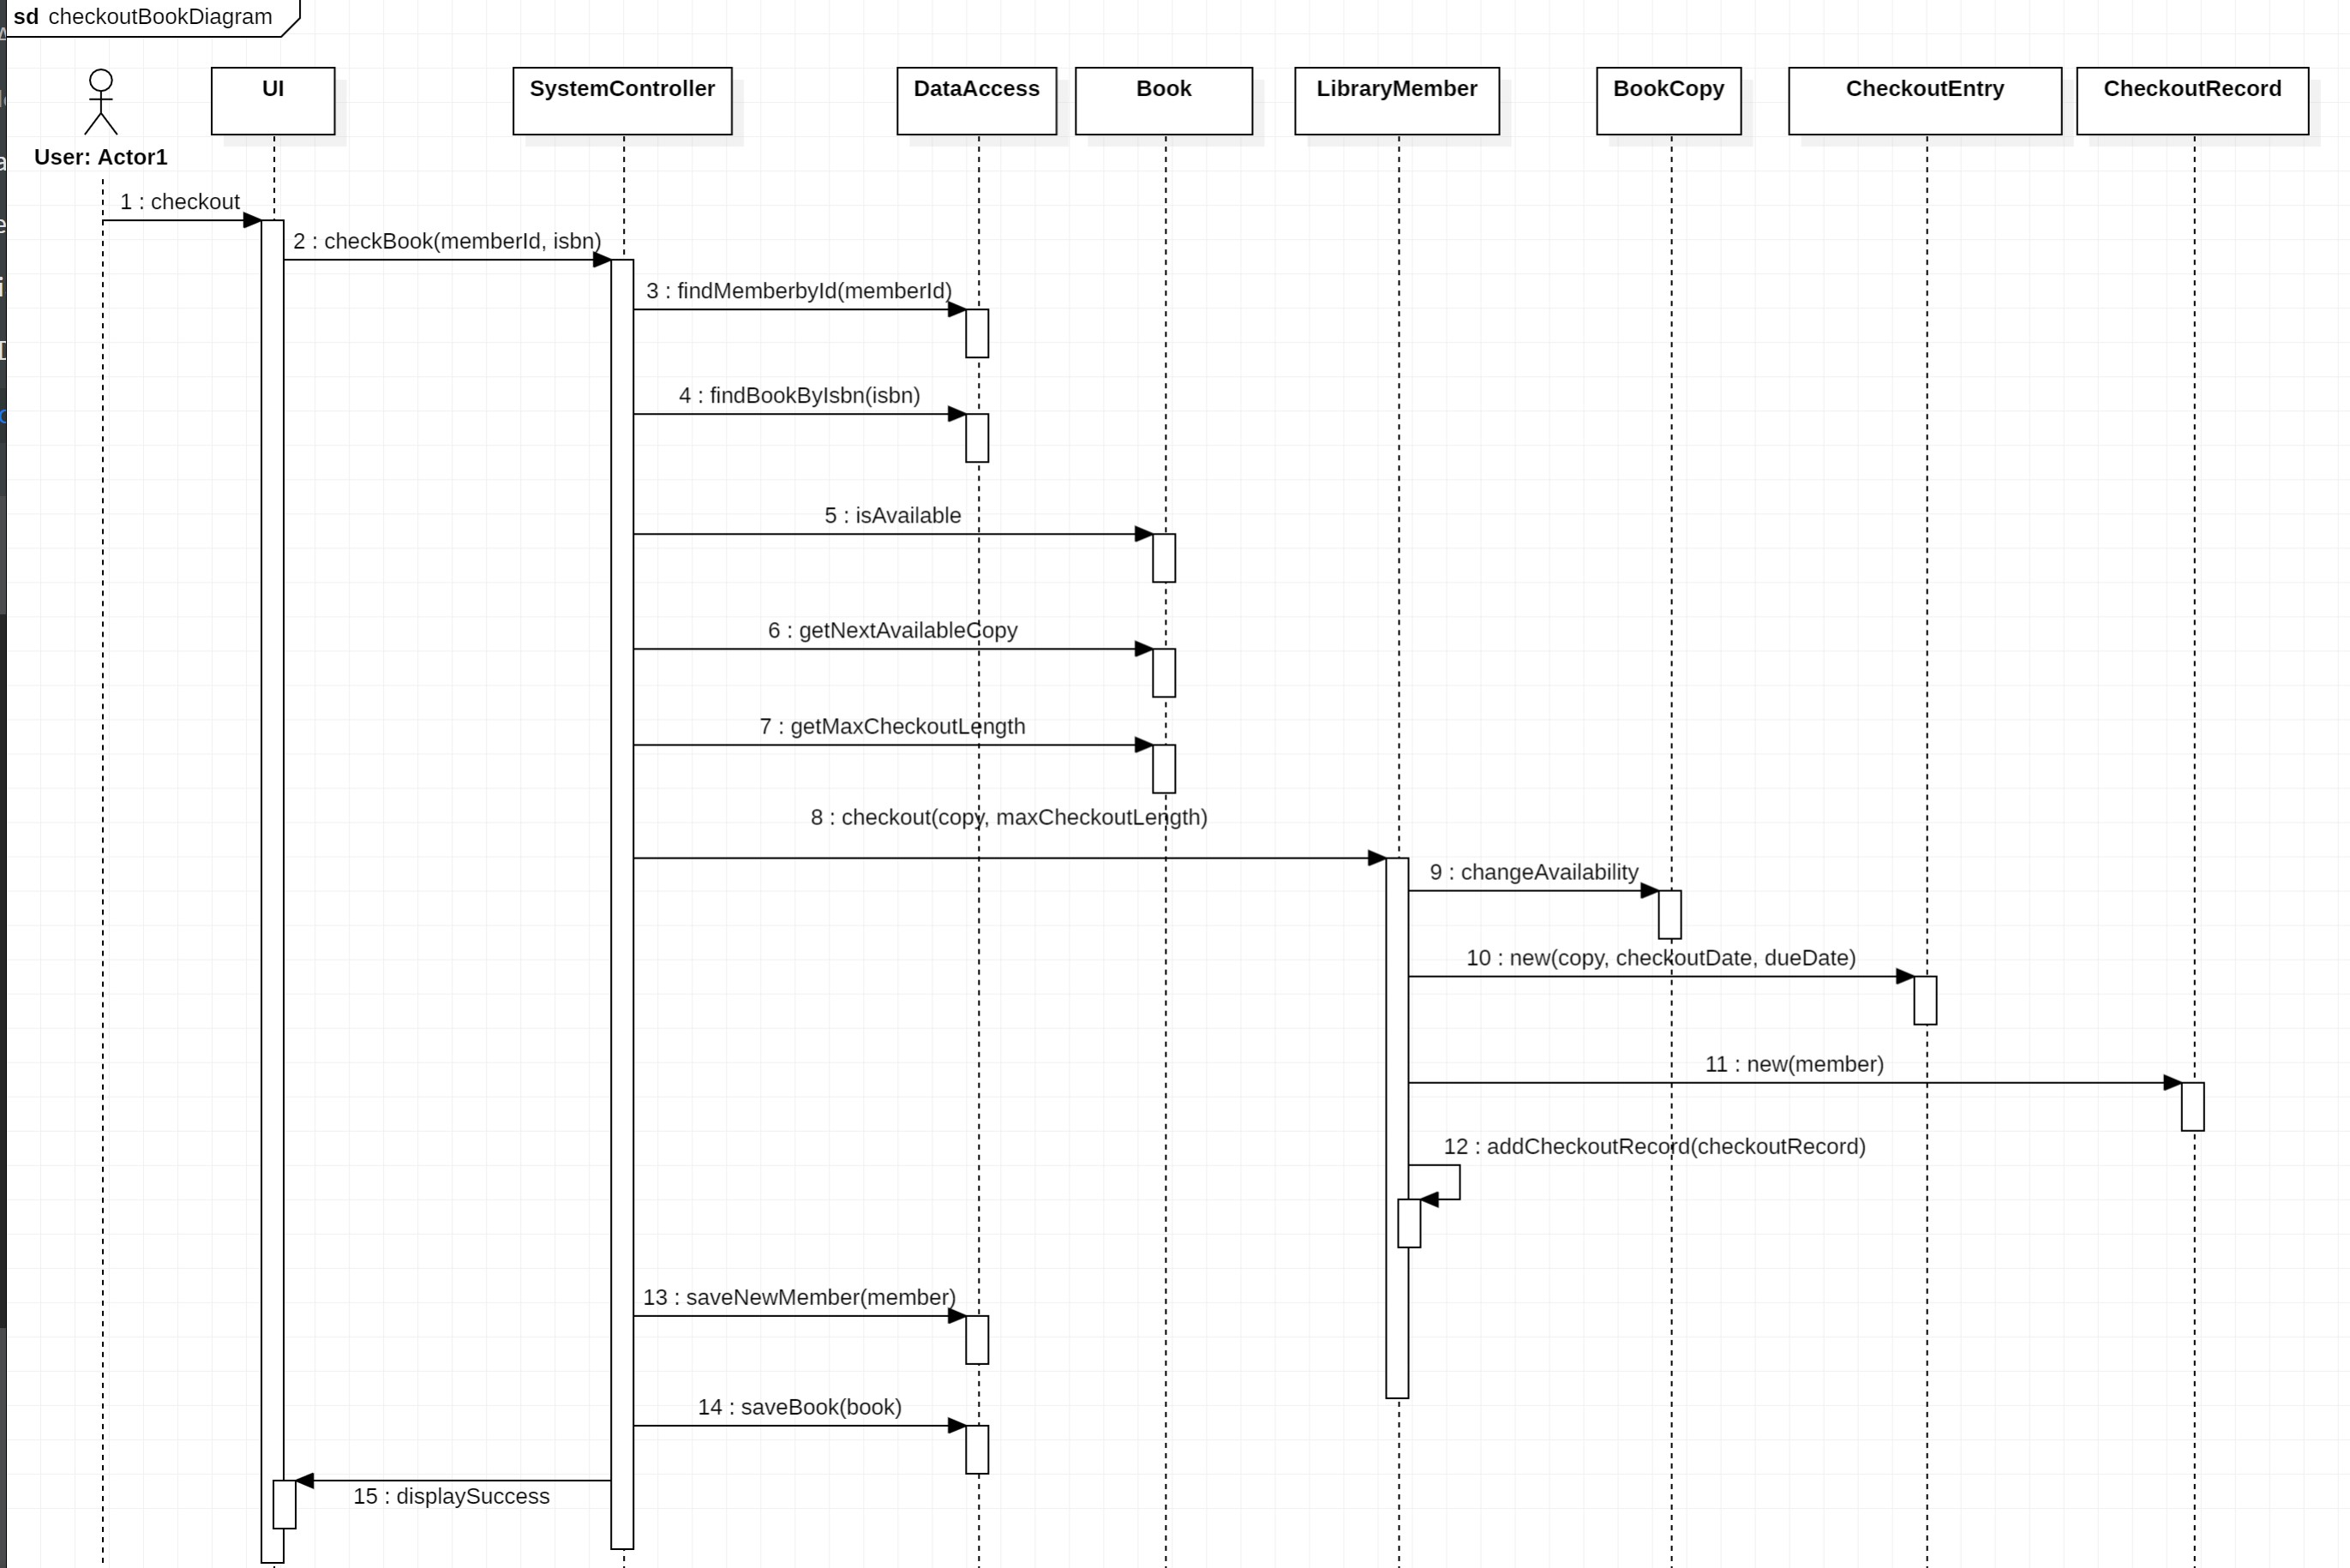 sd checkoutBookDiagram
UI
SystemController
DataAccess
Book
LibraryMember
BookCopy
CheckoutEntry
CheckoutRecord
User: Actor1
1 : checkout
2 : checkBook(memberId, isbn)
3 : findMemberbyId(memberId)
4 : findBookByIsbn(isbn)
5 : isAvailable
6 : getNextAvailableCopy
7 : getMaxCheckoutLength
8 : checkout(copy, maxCheckoutLength)
9 : changeAvailability
10 : new(copy, checkoutDate, dueDate)
11 : new(member)
12 : addCheckoutRecord(checkoutRecord)
13 : saveNewMember(member)
14 : saveBook(book)
15 : displaySuccess